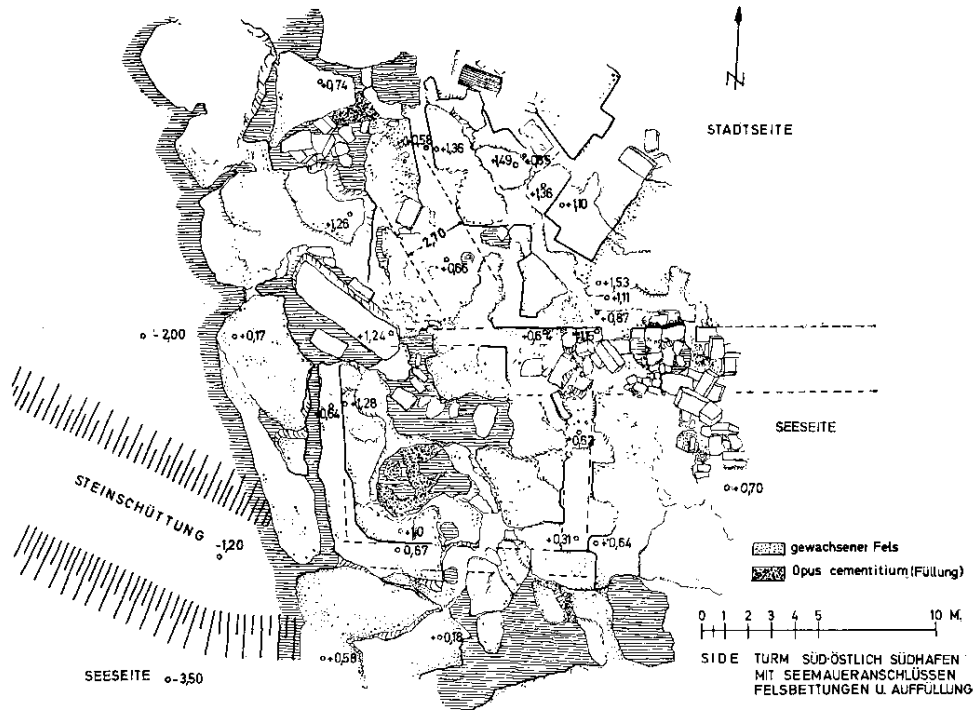 N
STADTSEITE
+0,74
+0,58
+1,36
+1,49
+1,36
+1,10
+1,26
-2,70
+0,66
+1,53
+1,11
+0,87
-2,00
+0,17
+1,24
+0,64
+1,28
+0,84
SEESEITE
+0,53
+0,70
STEINSCHÜTTUNG
-1,20
+1,10
+0,67
+0,31
+0,64
gewachsener Fels
Opus cementitium (Füllung)
+0,18
+0,58
SEESEITE
-3,50
0 1 2 3 4 5 10 M.
SIDE TURM SÜD-ÖSTLICH SÜDHAFEN
MIT SEEMAUERANSCHLÜSSEN
FELSBETTUNGEN U. AUFFÜLLUNG